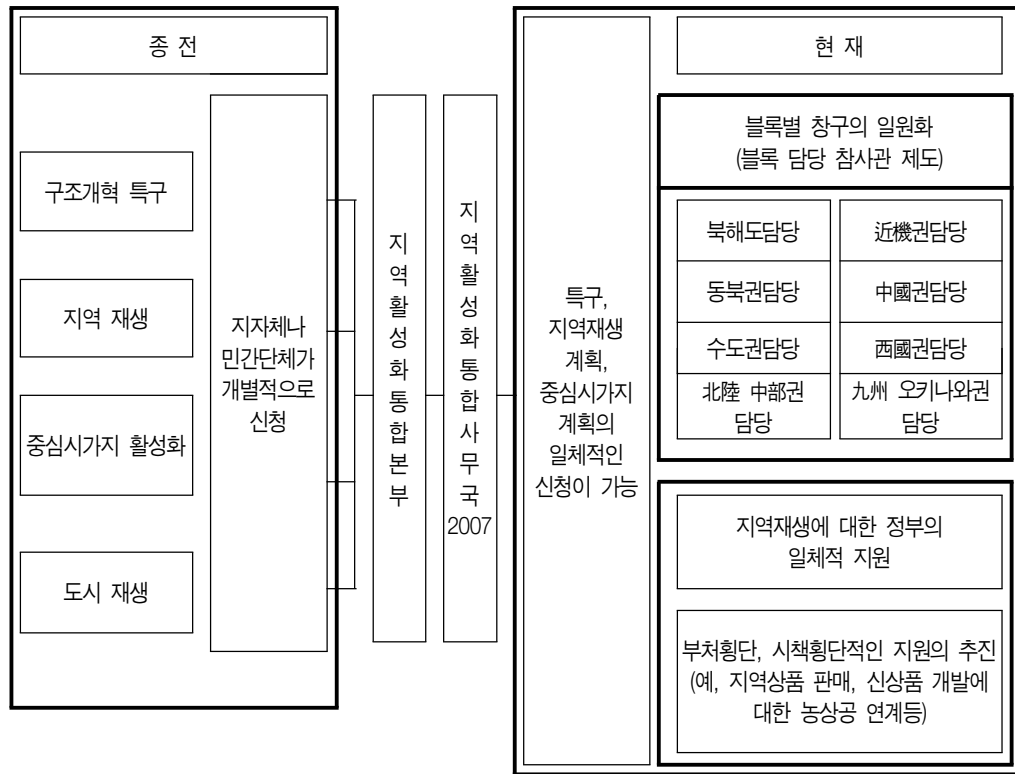 종 전
구조개혁 특구
지역 재생
중심시가지 활성화
도시 재생
지자체나
민간단체가
개별적으로
신청
지역활성화통합본부
지역활성화통합사무국
2007
특구,
지역재생
계획,
중심시가지
계획의
일체적인
신청이 가능
현 재
블록별 창구의 일원화
(블록 담당 참사관 제도)
북해도담당
近機권담당
동북권담당
中國권담당
수도권담당
西國권담당
北陸 中部권
담당
九州 오키나와권
담당
지역재생에 대한 정부의
일체적 지원
부처횡단, 시책횡단적인 지원의 추진
(예, 지역상품 판매, 신상품 개발에
대한 농상공 연계등)